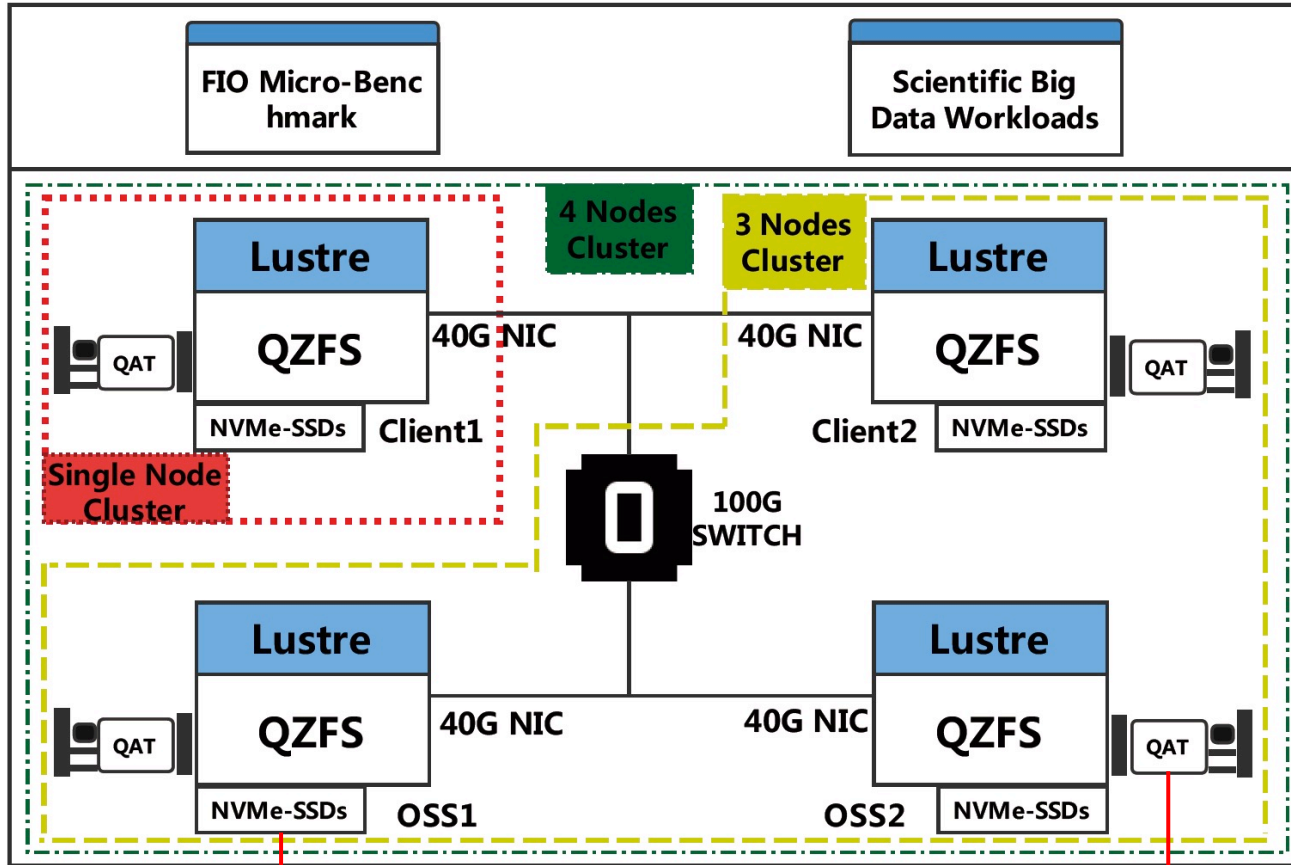 FIO Micro-Benc
hmark
Scientific Big
Data Workloads
4 Nodes
Cluster
3 Nodes
Cluster
Lustre
QZFS
40G NIC
QAT
NVMe-SSDs
Client1
Single Node
Cluster
Lustre
QZFS
40G NIC
QAT
NVMe-SSDs
Client2
100G
SWITCH
Lustre
QZFS
40G NIC
QAT
NVMe-SSDs
OSS1
Lustre
QZFS
40G NIC
QAT
NVMe-SSDs
OSS2